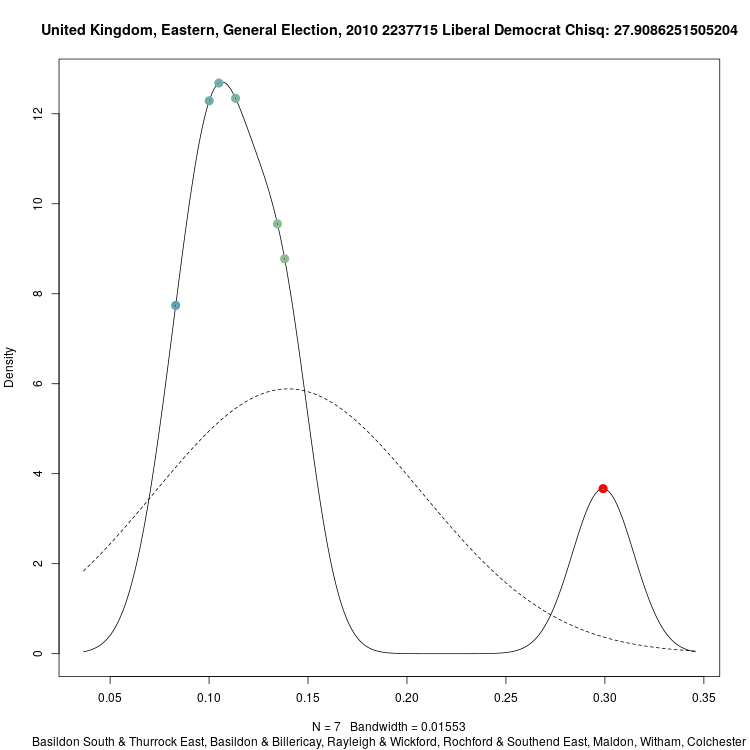 United Kingdom, Eastern, General Election, 2010 2237715 Liberal Democrat Chisq: 27.9086251505204
Density
12
10
8
6
4
2
0
0.05 0.10 0.15 0.20 0.25 0.30 0.35
N = 7 Bandwidth = 0.01553
Basildon South & Thurrock East, Basildon & Billericay, Rayleigh & Wickford, Rochford & Southend East, Maldon, Witham, Colchester